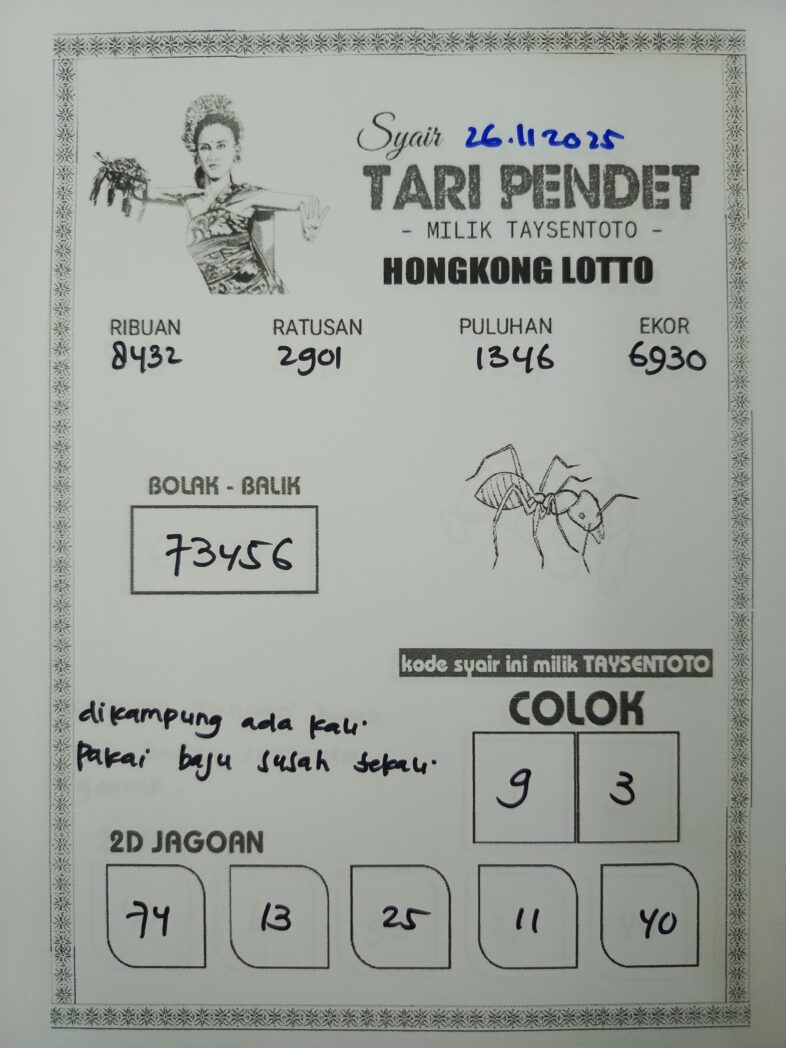 Syair 26.11 2025
TARI PENDET
- MILIK TAYSENTOTO -
HONGKONG LOTTO
RIBUAN RATUSAN PULUHAN EKOR
8432 2901 1346 6930
BOLAK - BALIK
73456
kode syair ini milik TAYSENTOTO
COLOK
9 3
dikampung ada kali.
Pakai baju susah sekali.
2D JAGOAN
74 13 25 11 40